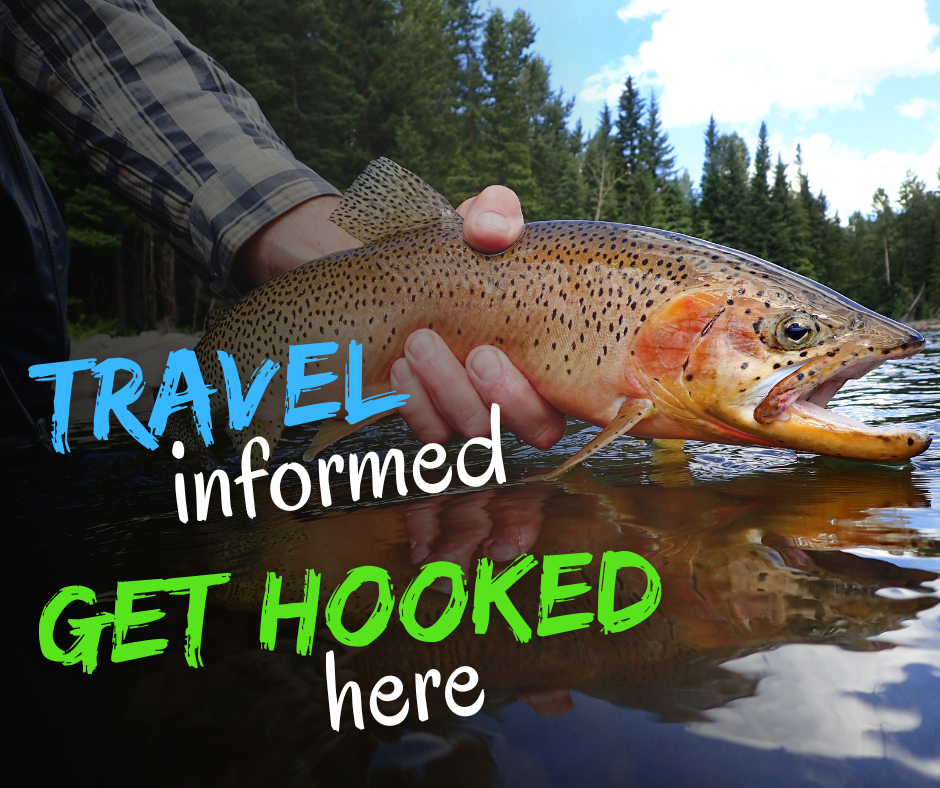 TRAVEL
informed
GET HOOKED
here